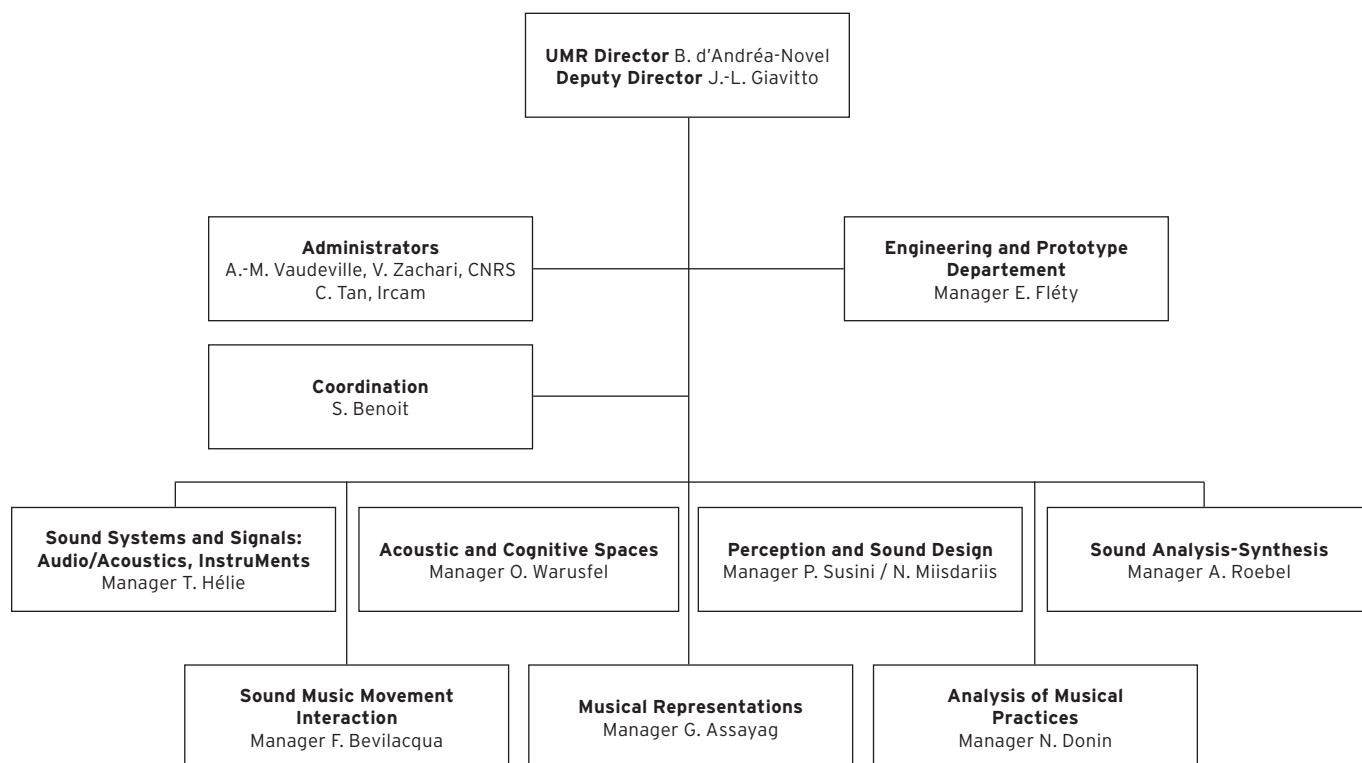 UMR Director B. d'Andréa-Novel
Deputy Director J.-L. Giavitto
Administrators
A.-M. Vaudeville, V. Zachari, CNRS
C. Tan, Ircam
Engineering and Prototype
Departement
Manager E. Fléty
Coordination
S. Benoit
Sound Systems and Signals:
Audio/Acoustics, InstruMents
Manager T. Hélie
Acoustic and Cognitive Spaces
Manager O. Warusfel
Perception and Sound Design
Manager P. Susini / N. Miisdariis
Sound Analysis-Synthesis
Manager A. Roebel
Sound Music Movement
Interaction
Manager F. Bevilacqua
Musical Representations
Manager G. Assayag
Analysis of Musical
Practices
Manager N. Donin